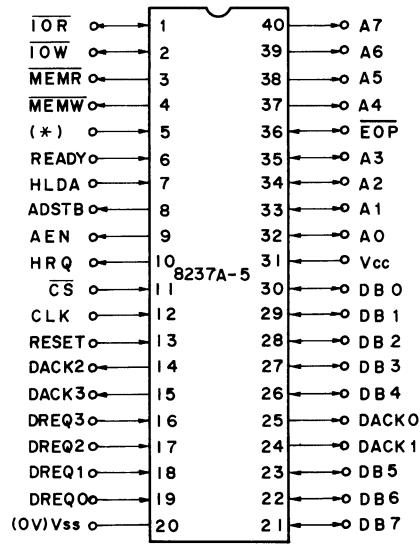 IOR 1 40 A7
IOW 2 39 A6
MEMR 3 38 A5
MEMW 4 37 A4
(*) 5 36 EOP
READY 6 35 A3
HLDA 7 34 A2
ADSTB 8 33 A1
AEN 9 32 A0
HRQ 10 31 Vcc
8237A-5
CS 11 30 DB0
CLK 12 29 DB1
RESET 13 28 DB2
DACK2 14 27 DB3
DACK3 15 26 DB4
DREQ3 16 25 DACK0
DREQ2 17 24 DACK1
DREQ1 18 23 DB5
DREQ0 19 22 DB6
(0V)Vss 20 21 DB7